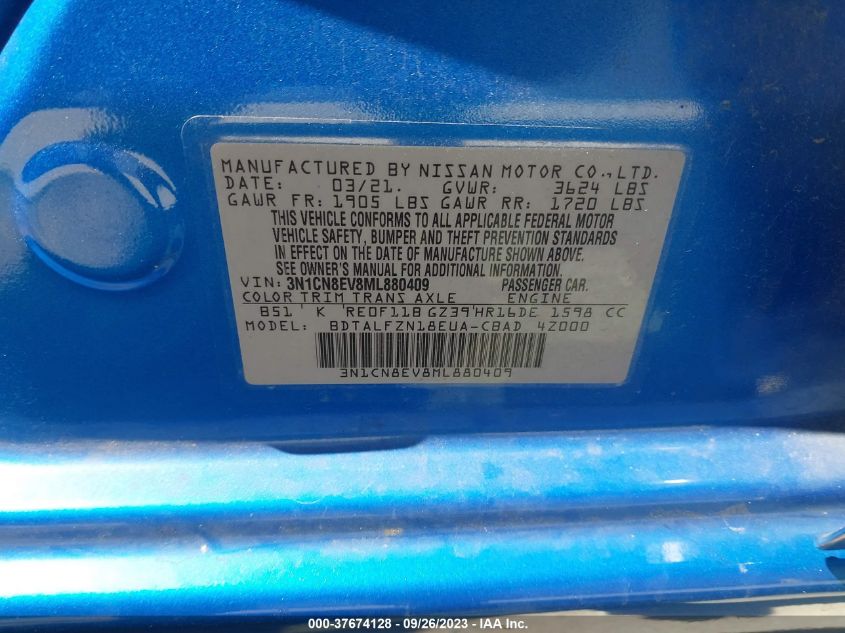 MANUFACTURED BY NISSAN MOTOR CO.,LTD.
DATE: 03/21. GVWR: 3624 LBS
GAWR FR: 1905 LBS GAWR RR: 1720 LBS
THIS VEHICLE CONFORMS TO ALL APPLICABLE FEDERAL MOTOR
VEHICLE SAFETY, BUMPER AND THEFT PREVENTION STANDARDS
IN EFFECT ON THE DATE OF MANUFACTURE SHOWN ABOVE.
SEE OWNER'S MANUAL FOR ADDITIONAL INFORMATION.
VIN: 3N1CN8EV8ML880409 PASSENGER CAR.
COLOR TRIM TRANS AXLE ENGINE
B51 K RE0F11B GZ39 HR16DE 1598 CC
MODEL: BDTALFZN18EUA-CBAD 4Z000
3N1CN8EV8ML880409
000-37674128 - 09/26/2023 - IAA Inc.